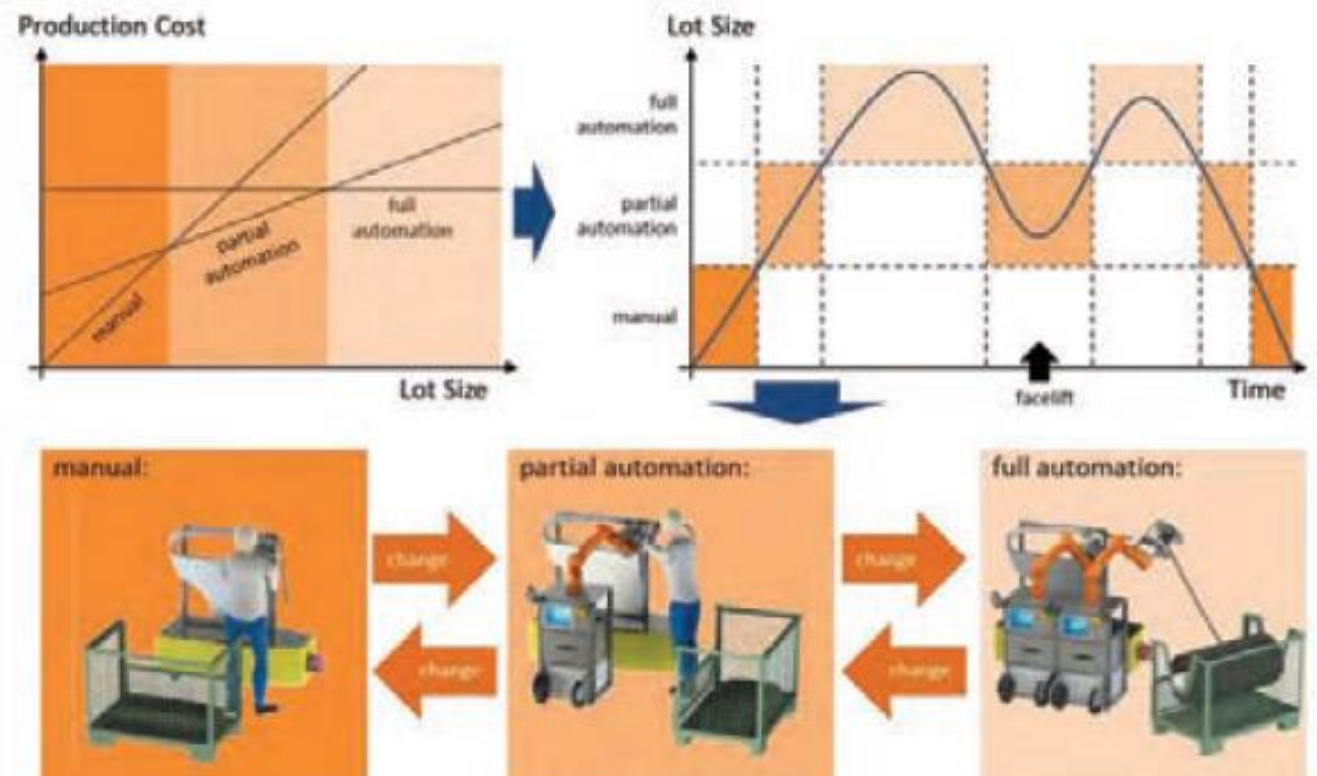 Production Cost
manual
partial
automation
full
automation
Lot Size
Lot Size
full
automation
partial
automation
manual
facelift
Time
manual:
change
change
partial automation:
change
change
full automation: